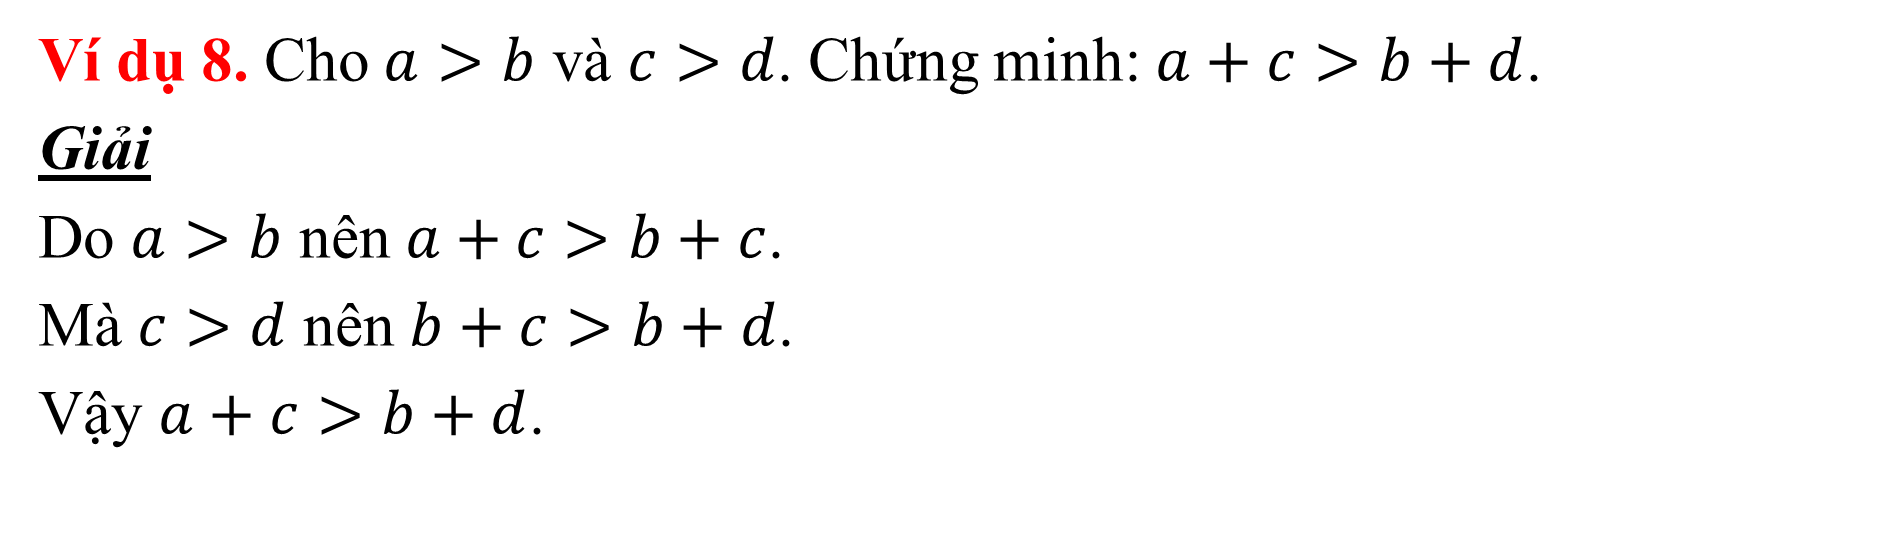 Ví dụ 8. Cho a > b và c > d. Chứng minh: a + c > b + d.
Giải
Do a > b nên a + c > b + c.
Mà c > d nên b + c > b + d.
Vậy a + c > b + d.